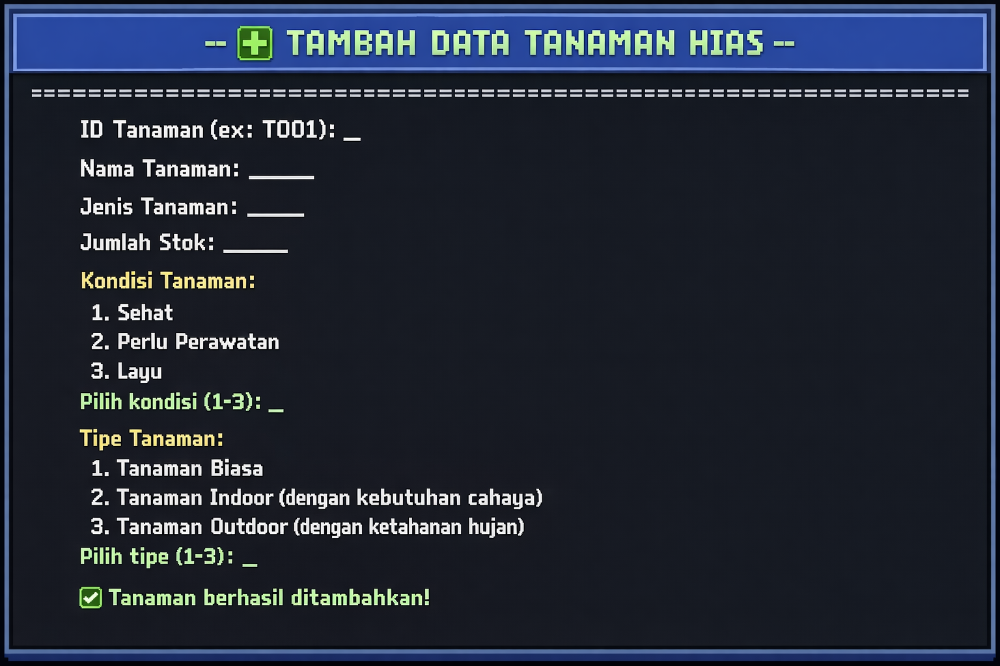 -- ➕ TAMBAH DATA TANAMAN HIAS --
==========================================================================
ID Tanaman (ex: T001): _
Nama Tanaman: ______
Jenis Tanaman: _____
Jumlah Stok: ______
Kondisi Tanaman:
1. Sehat
2. Perlu Perawatan
3. Layu
Pilih kondisi (1-3): _
Tipe Tanaman:
1. Tanaman Biasa
2. Tanaman Indoor (dengan kebutuhan cahaya)
3. Tanaman Outdoor (dengan ketahanan hujan)
Pilih tipe (1-3): _
✅ Tanaman berhasil ditambahkan!